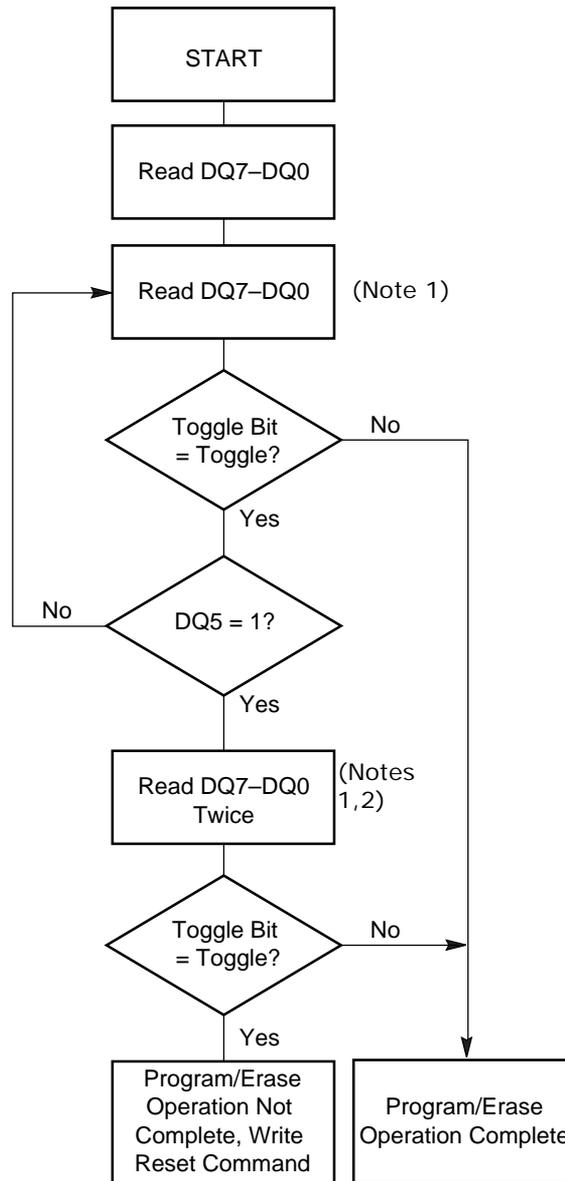 START
Read DQ7–DQ0
Read DQ7–DQ0
(Note 1)
Toggle Bit
= Toggle?
No
Yes
No
DQ5 = 1?
Yes
Read DQ7–DQ0
Twice
(Notes
1,2)
Toggle Bit
= Toggle?
No
Yes
Program/Erase
Operation Not
Complete, Write
Reset Command
Program/Erase
Operation Complete